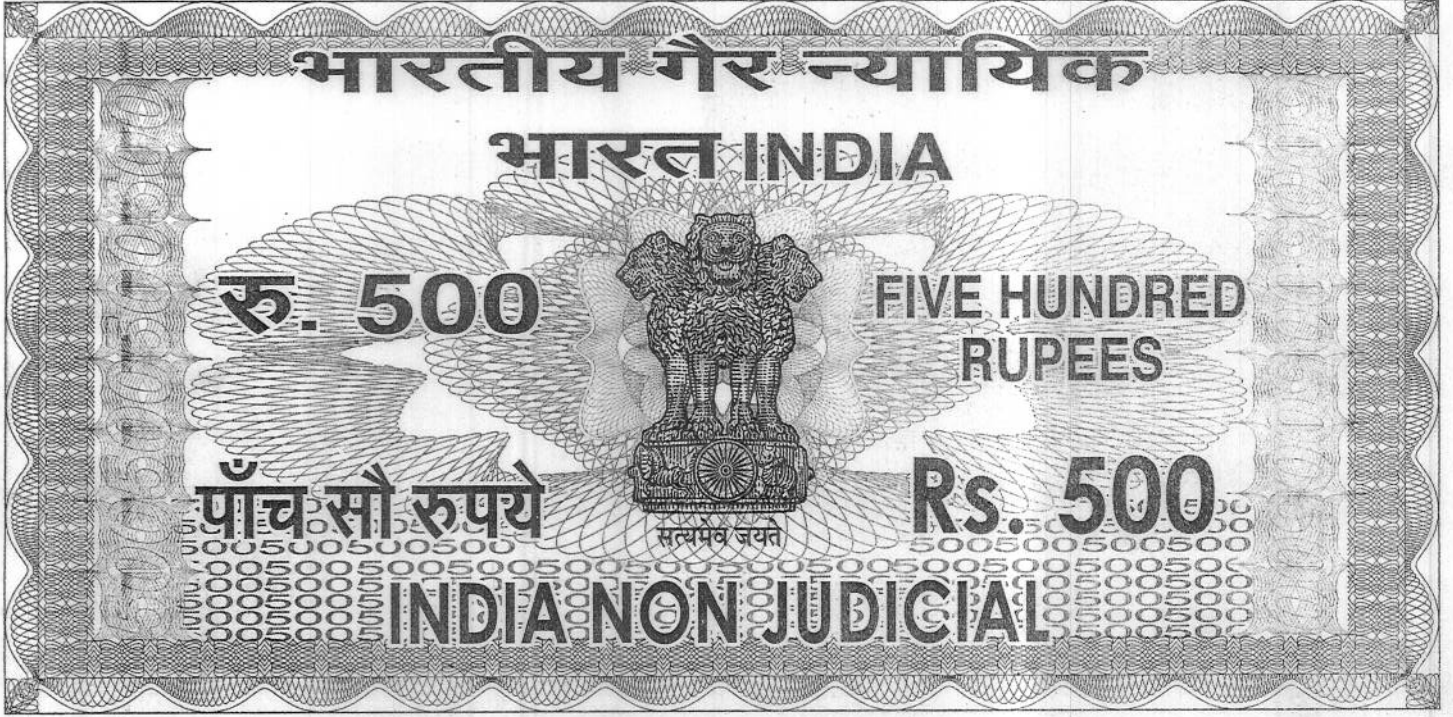 भारतीय गैर न्यायिक
भारत INDIA
रु. 500
FIVE HUNDRED
RUPEES
पाँच सौ रुपये
Rs. 500
सत्यमेव जयते
INDIA NON JUDICIAL